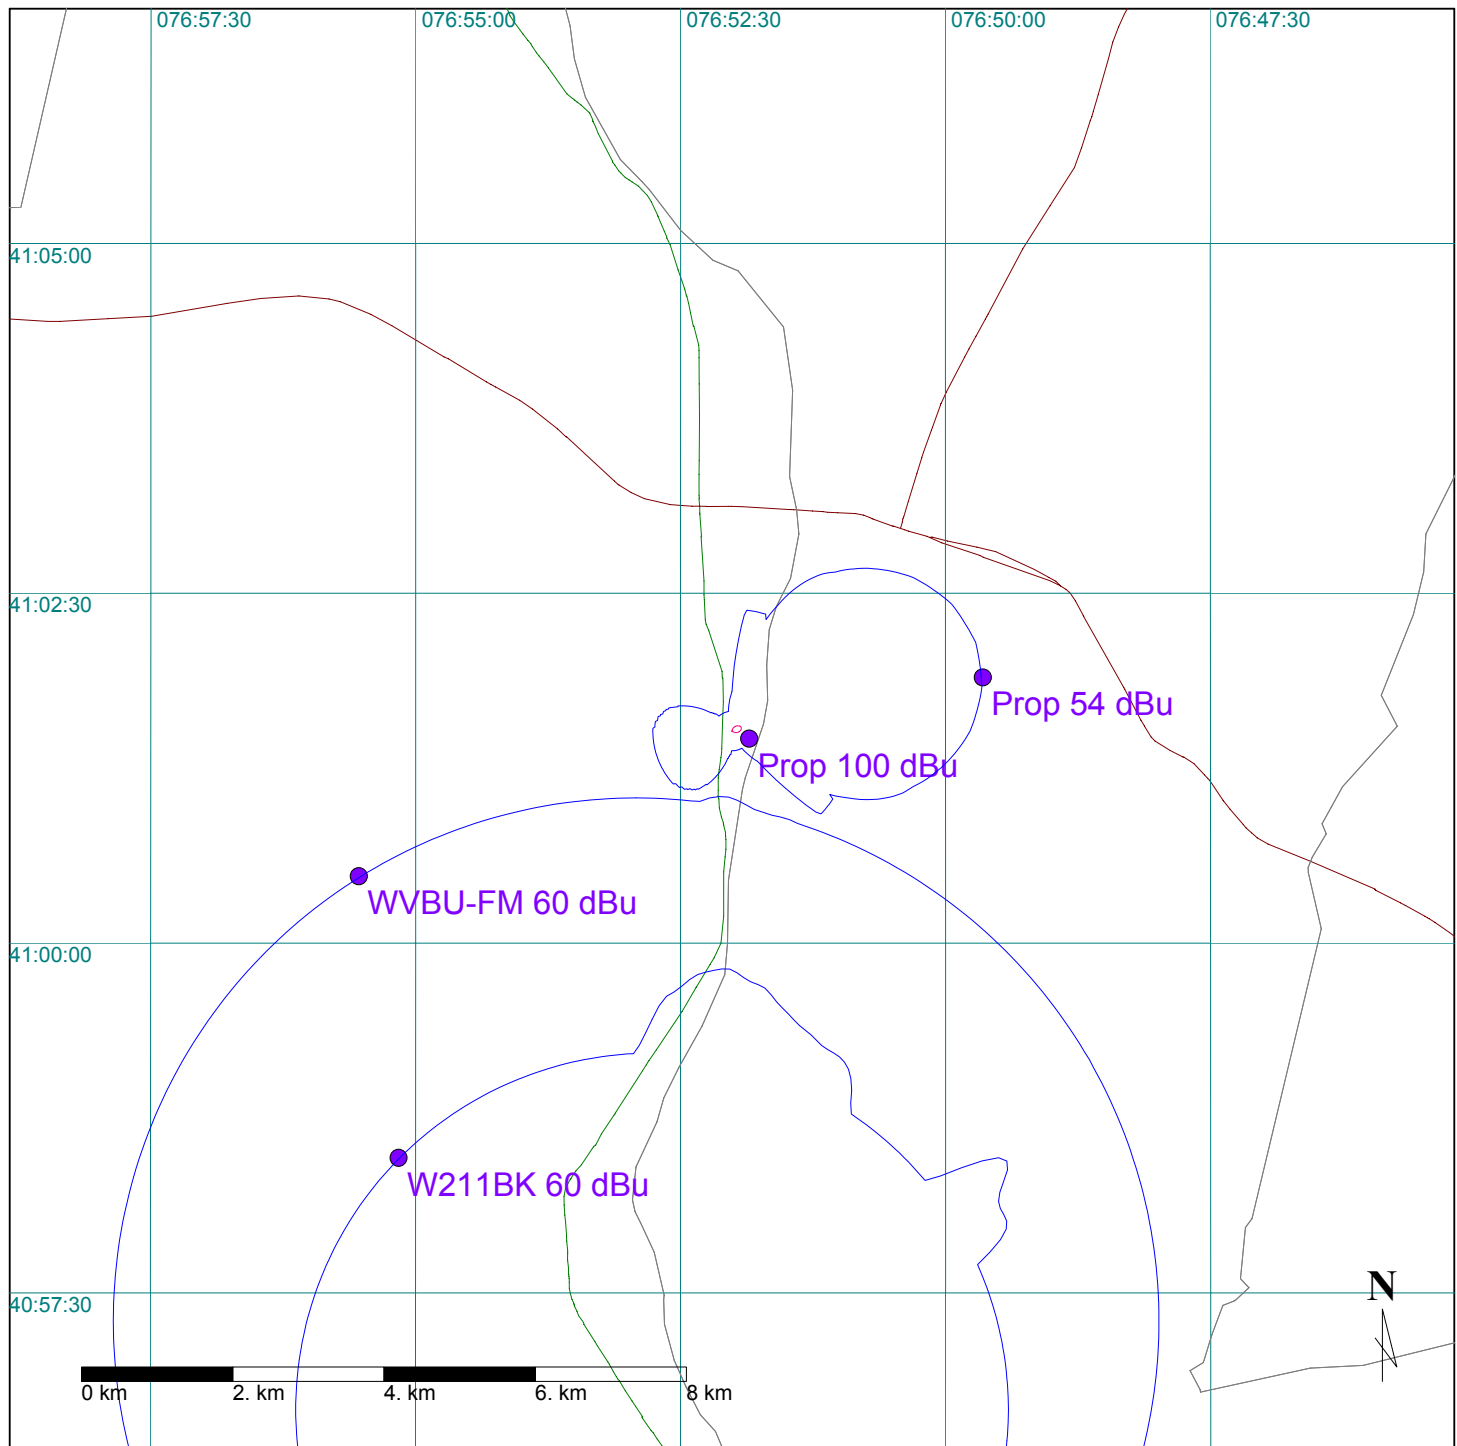 076:57:30
076:55:00
076:52:30
076:50:00
076:47:30
41:05:00
41:02:30
Prop 54 dBu
Prop 100 dBu
WVBU-FM 60 dBu
41:00:00
W211BK 60 dBu
N
40:57:30
0 km
2. km
4. km
6. km
8 km